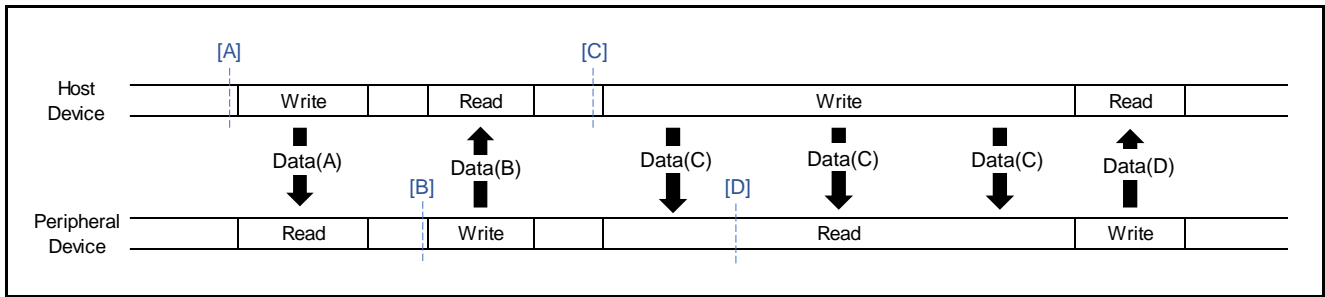 [A] [C]
Host
Device
Write Read Write Read
Data(A) Data(B) Data(C) Data(C) Data(C) Data(D)
[B] [D]
Peripheral
Device
Read Write Read Write